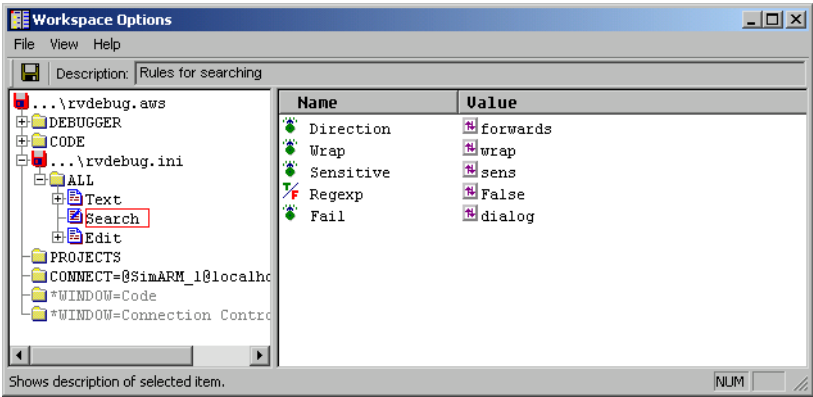 Workspace Options
File View Help
Description: Rules for searching
...\rvdebug.aws
DEBUGGER
CODE
...\rvdebug.ini
ALL
Text
Search
Edit
PROJECTS
CONNECT=@SimARM_1@localho
*WINDOW=Code
*WINDOW=Connection Contro
Name Value
Direction forwards
Wrap wrap
Sensitive sens
T/F Regexp False
Fail dialog
Shows description of selected item.
NUM